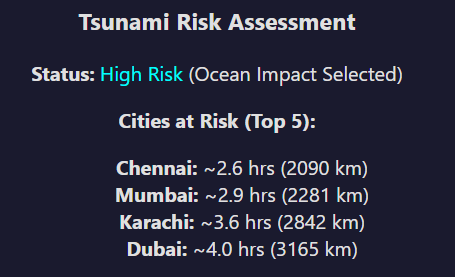 Tsunami Risk Assessment
Status: High Risk (Ocean Impact Selected)
Cities at Risk (Top 5):
Chennai: ~2.6 hrs (2090 km)
Mumbai: ~2.9 hrs (2281 km)
Karachi: ~3.6 hrs (2842 km)
Dubai: ~4.0 hrs (3165 km)